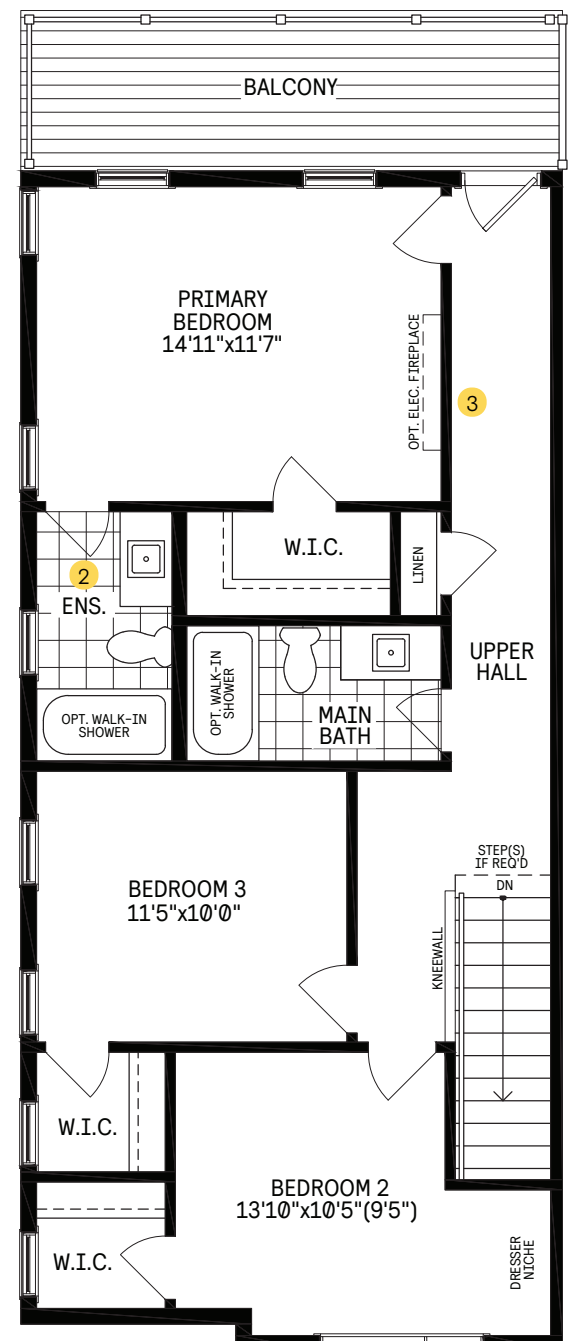 BALCONY
PRIMARY
BEDROOM
14'11"x11'7"
OPT. ELEC. FIREPLACE
3
W.I.C.
LINEN
2
ENS.
OPT. WALK-IN
SHOWER
OPT. WALK-IN
SHOWER
MAIN
BATH
UPPER
HALL
BEDROOM 3
11'5"x10'0"
STEP(S)
IF REQ'D
DN
KNEEWALL
W.I.C.
BEDROOM 2
13'10"x10'5"(9'5")
W.I.C.
DRESSER
NICHE